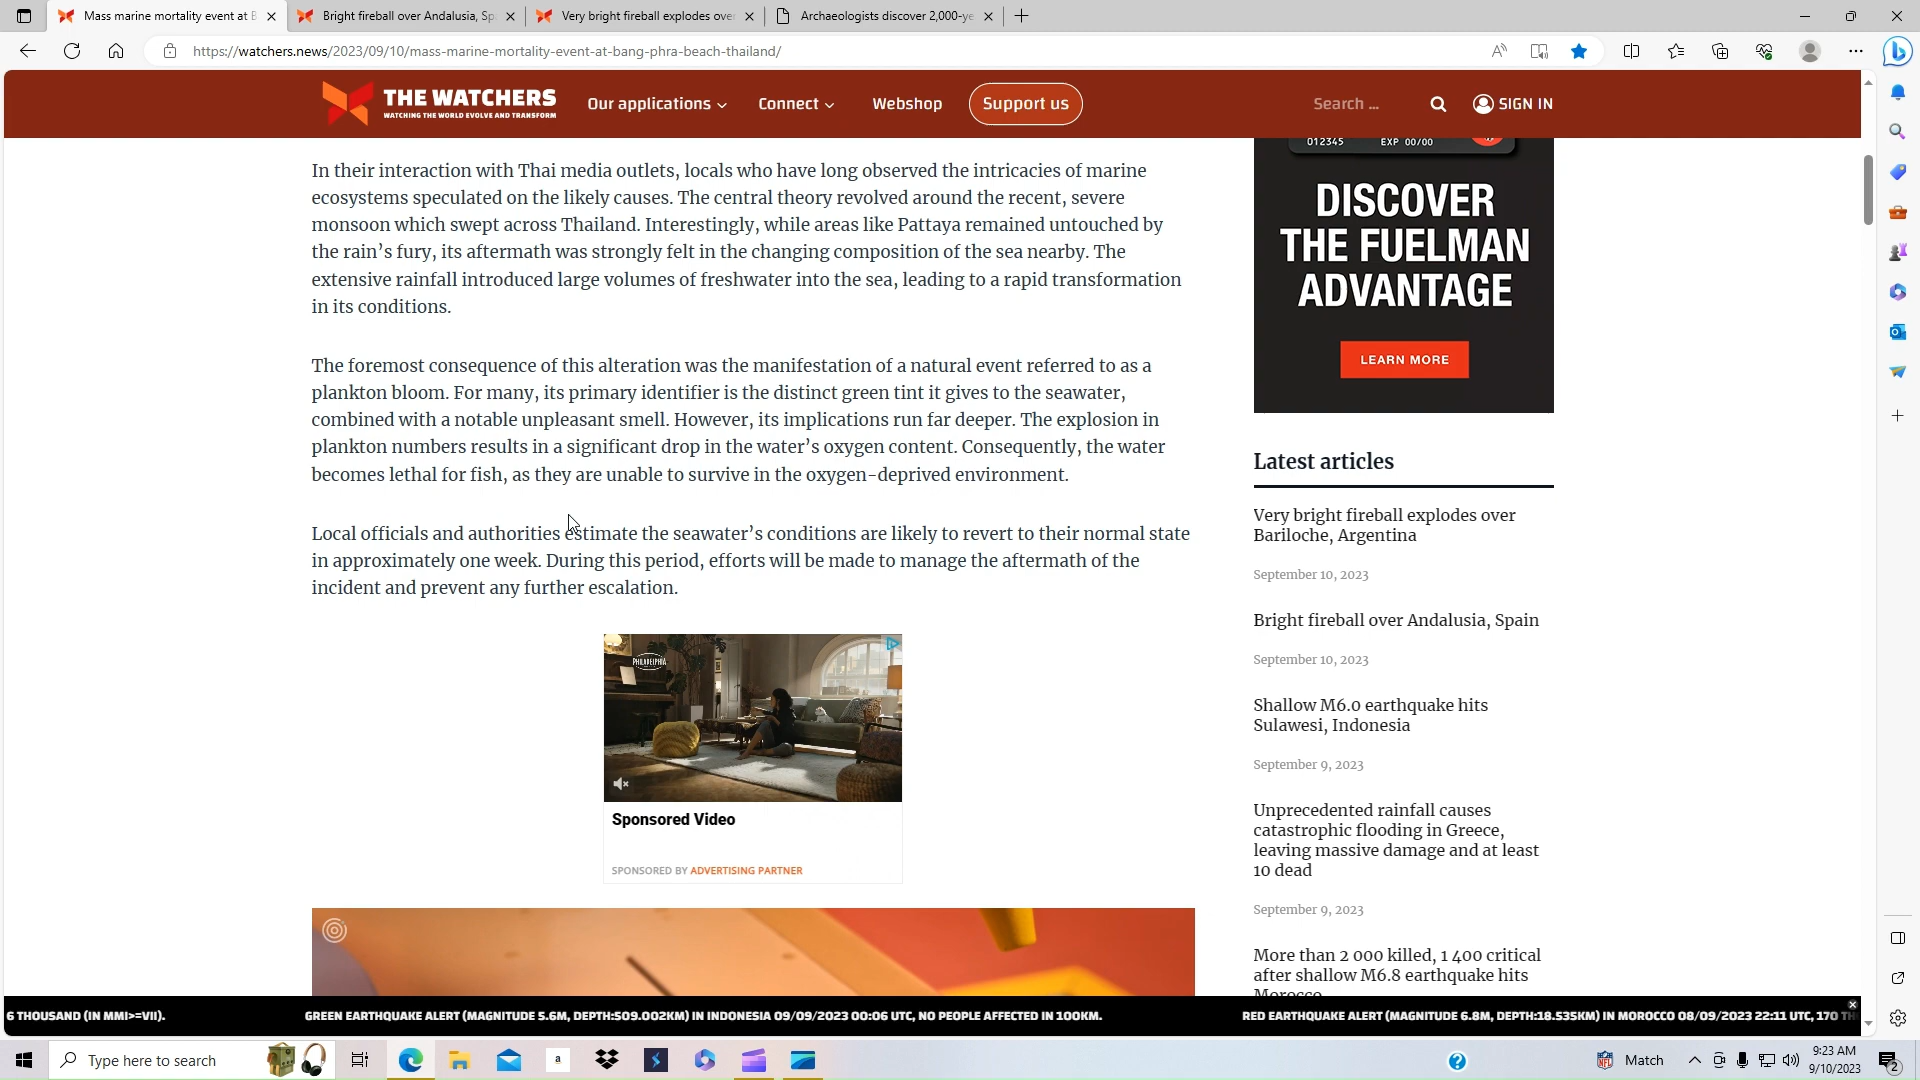 Mass marine mortality event at B
Bright fireball over Andalusia, Sp
Very bright fireball explodes over
Archaeologists discover 2,000-ye
https://watchers.news/2023/09/10/mass-marine-mortality-event-at-bang-phra-beach-thailand/
THE WATCHERS
WATCHING THE WORLD EVOLVE AND TRANSFORM
Our applications
Connect
Webshop
Support us
Search ...
SIGN IN
In their interaction with Thai media outlets, locals who have long observed the intricacies of marine
ecosystems speculated on the likely causes. The central theory revolved around the recent, severe
monsoon which swept across Thailand. Interestingly, while areas like Pattaya remained untouched by
the rain’s fury, its aftermath was strongly felt in the changing composition of the sea nearby. The
extensive rainfall introduced large volumes of freshwater into the sea, leading to a rapid transformation
in its conditions.
The foremost consequence of this alteration was the manifestation of a natural event referred to as a
plankton bloom. For many, its primary identifier is the distinct green tint it gives to the seawater,
combined with a notable unpleasant smell. However, its implications run far deeper. The explosion in
plankton numbers results in a significant drop in the water’s oxygen content. Consequently, the water
becomes lethal for fish, as they are unable to survive in the oxygen-deprived environment.
Local officials and authorities estimate the seawater’s conditions are likely to revert to their normal state
in approximately one week. During this period, efforts will be made to manage the aftermath of the
incident and prevent any further escalation.
PHILADELPHIA
Sponsored Video
SPONSORED BY ADVERTISING PARTNER
012345 EXP 00/00
DISCOVER
THE FUELMAN
ADVANTAGE
LEARN MORE
Latest articles
Very bright fireball explodes over
Bariloche, Argentina
September 10, 2023
Bright fireball over Andalusia, Spain
September 10, 2023
Shallow M6.0 earthquake hits
Sulawesi, Indonesia
September 9, 2023
Unprecedented rainfall causes
catastrophic flooding in Greece,
leaving massive damage and at least
10 dead
September 9, 2023
More than 2 000 killed, 1 400 critical
after shallow M6.8 earthquake hits
Morocco
6 THOUSAND (IN MMI>=VII).
GREEN EARTHQUAKE ALERT (MAGNITUDE 5.6M, DEPTH:509.002KM) IN INDONESIA 09/09/2023 00:06 UTC, NO PEOPLE AFFECTED IN 100KM.
RED EARTHQUAKE ALERT (MAGNITUDE 6.8M, DEPTH:18.535KM) IN MOROCCO 08/09/2023 22:11 UTC, 170 TH
Type here to search
a
NFL
Match
9:23 AM
9/10/2023
2